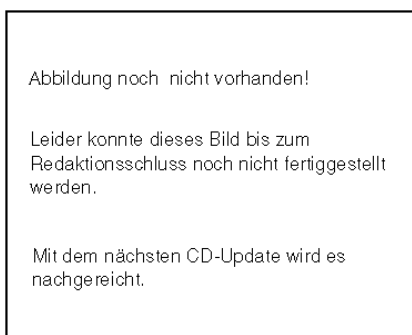 Abbildung noch nicht vorhanden!
Leider konnte dieses Bild bis zum
Redaktionsschluss noch nicht fertiggestellt
werden.
Mit dem nächsten CD-Update wird es
nachgereicht.